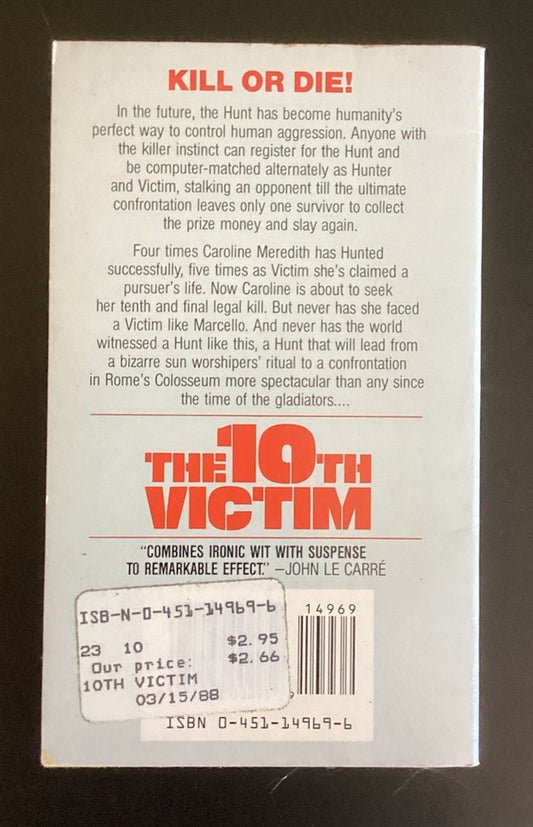 KILL OR DIE!
In the future, the Hunt has become humanity's
perfect way to control human aggression. Anyone with
the killer instinct can register for the Hunt and
be computer-matched alternately as Hunter
and Victim, stalking an opponent till the ultimate
confrontation leaves only one survivor to collect
the prize money and slay again.
Four times Caroline Meredith has Hunted
successfully, five times as Victim she's claimed a
pursuer's life. Now Caroline is about to seek
her tenth and final legal kill. But never has she faced
a Victim like Marcello. And never has the world
witnessed a Hunt like this, a Hunt that will lead from
a bizarre sun worshipers' ritual to a confrontation
in Rome's Colosseum more spectacular than any since
the time of the gladiators....
THE 10TH
VICTIM
"COMBINES IRONIC WIT WITH SUSPENSE
TO REMARKABLE EFFECT." —JOHN LE CARRÉ
ISB-N-0-451-14969-6
23 10 $2.95
Our price: $2.66
10TH VICTIM
03/15/88
14969
ISBN 0-451-14969-6